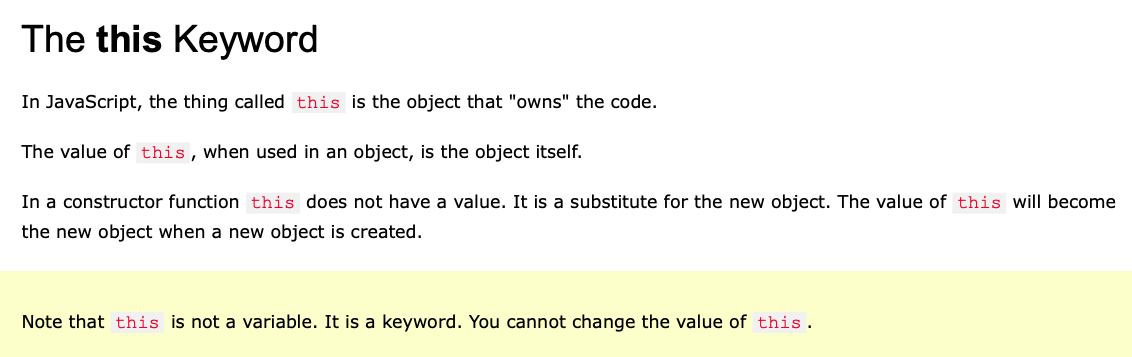 The this Keyword
In JavaScript, the thing called this is the object that "owns" the code.
The value of this, when used in an object, is the object itself.
In a constructor function this does not have a value. It is a substitute for the new object. The value of this will become
the new object when a new object is created.
Note that this is not a variable. It is a keyword. You cannot change the value of this.